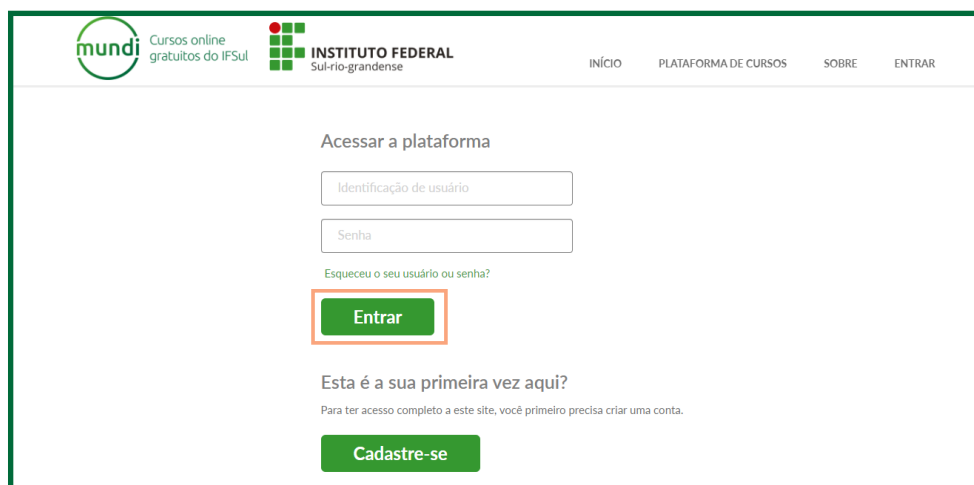 mundi
Cursos online
gratuitos do IFSul
INSTITUTO FEDERAL
Sul-rio-grandense
INÍCIO PLATAFORMA DE CURSOS SOBRE ENTRAR
Acessar a plataforma
Identificação de usuário
Senha
Esqueceu o seu usuário ou senha?
Entrar
Esta é a sua primeira vez aqui?
Para ter acesso completo a este site, você primeiro precisa criar uma conta.
Cadastre-se